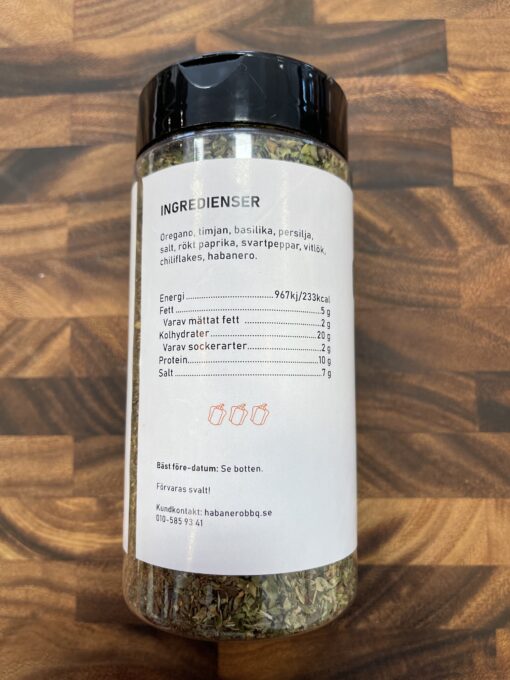 INGREDIENSER
Oregano, timjan, basilika, persilja,
salt, rökt paprika, svartpeppar, vitlök,
chiliflakes, habanero.
Energi..........................967kj/233kcal
Fett..........................................5 g
Varav mättat fett ......................2 g
Kolhydrater................................20 g
Varav sockerarter.....................2 g
Protein.......................................10 g
Salt............................................7 g
Bäst före-datum: Se botten.
Förvaras svalt!
Kundkontakt: habanerobbq.se
010-585 93 41